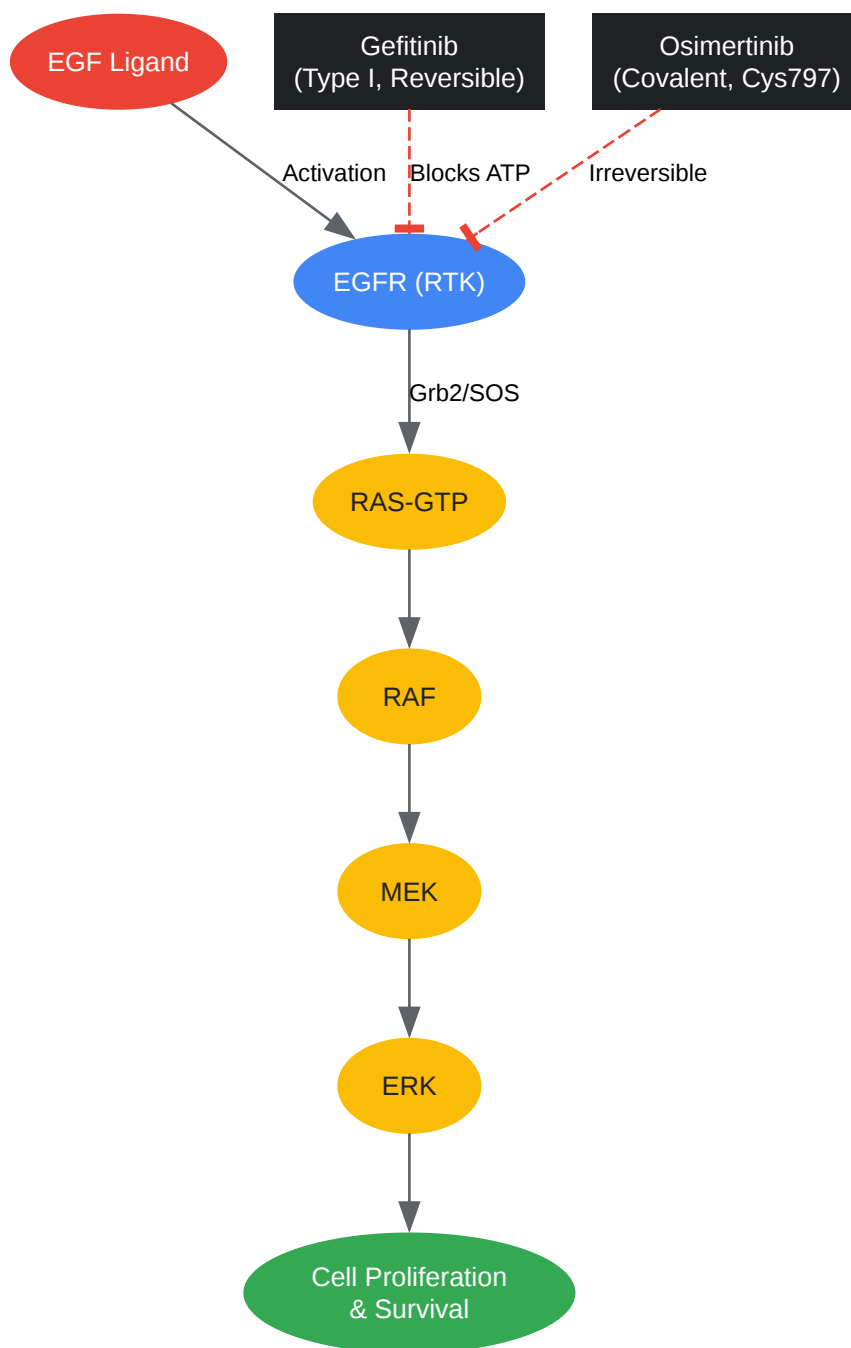 EGF Ligand
Gefitinib
(Type I, Reversible)
Osimertinib
(Covalent, Cys797)
Activation
Blocks ATP
Irreversible
EGFR (RTK)
Grb2/SOS
RAS-GTP
RAF
MEK
ERK
Cell Proliferation
& Survival